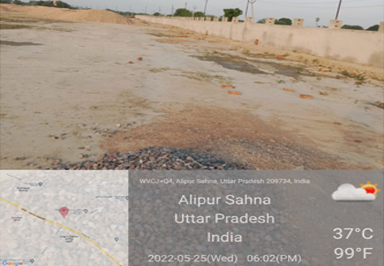 WVCJ+Q4, Alipur Sahna, Uttar Pradesh 209734, India
Alipur Sahna
Uttar Pradesh
India
2022-05-25(Wed) 06:02(PM)
37°C
99°F